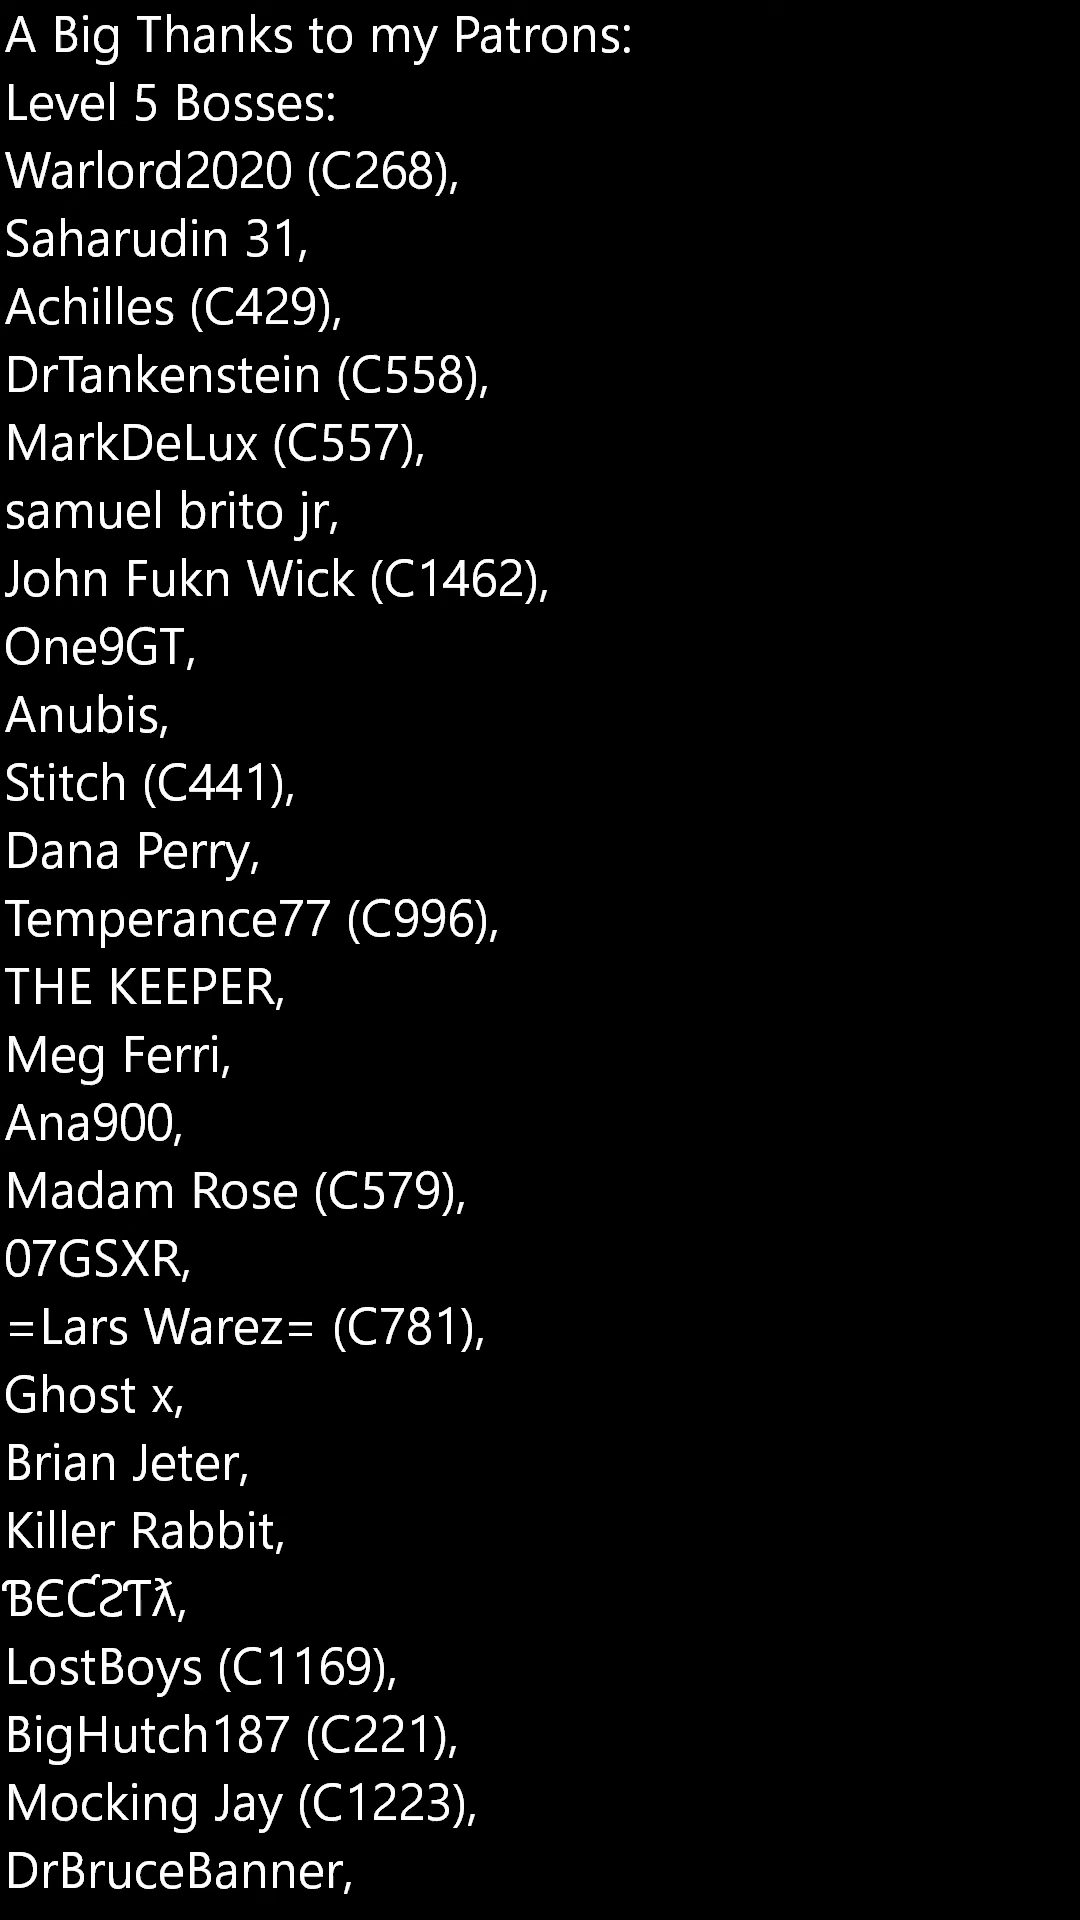 A Big Thanks to my Patrons:
Level 5 Bosses:
Warlord2020 (C268),
Saharudin 31,
Achilles (C429),
DrTankenstein (C558),
MarkDeLux (C557),
samuel brito jr,
John Fukn Wick (C1462),
One9GT,
Anubis,
Stitch (C441),
Dana Perry,
Temperance77 (C996),
THE KEEPER,
Meg Ferri,
Ana900,
Madam Rose (C579),
07GSXR,
=Lars Warez= (C781),
Ghost x,
Brian Jeter,
Killer Rabbit,
ƁЄƇƧƬƛ,
LostBoys (C1169),
BigHutch187 (C221),
Mocking Jay (C1223),
DrBruceBanner,